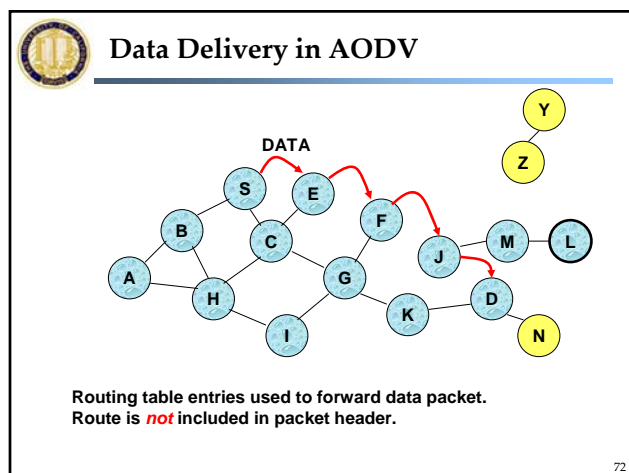 Data Delivery in AODV
Y
DATA
Z
S
E
F
B
C
J
M
L
A
G
H
D
K
I
N
Routing table entries used to forward data packet.
Route is not included in packet header.
72